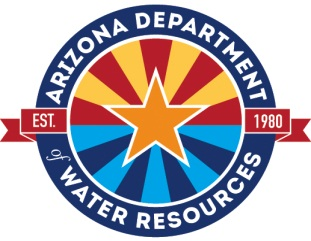 ARIZONA DEPARTMENT
EST. 1980
of WATER RESOURCES